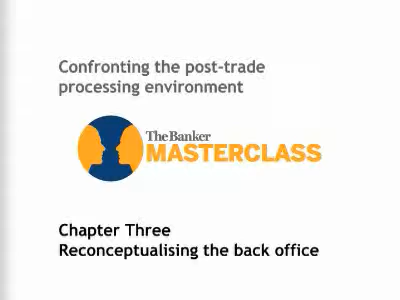 Confronting the post-trade
processing environment
The Banker
MASTERCLASS
Chapter Three
Reconceptualising the back office